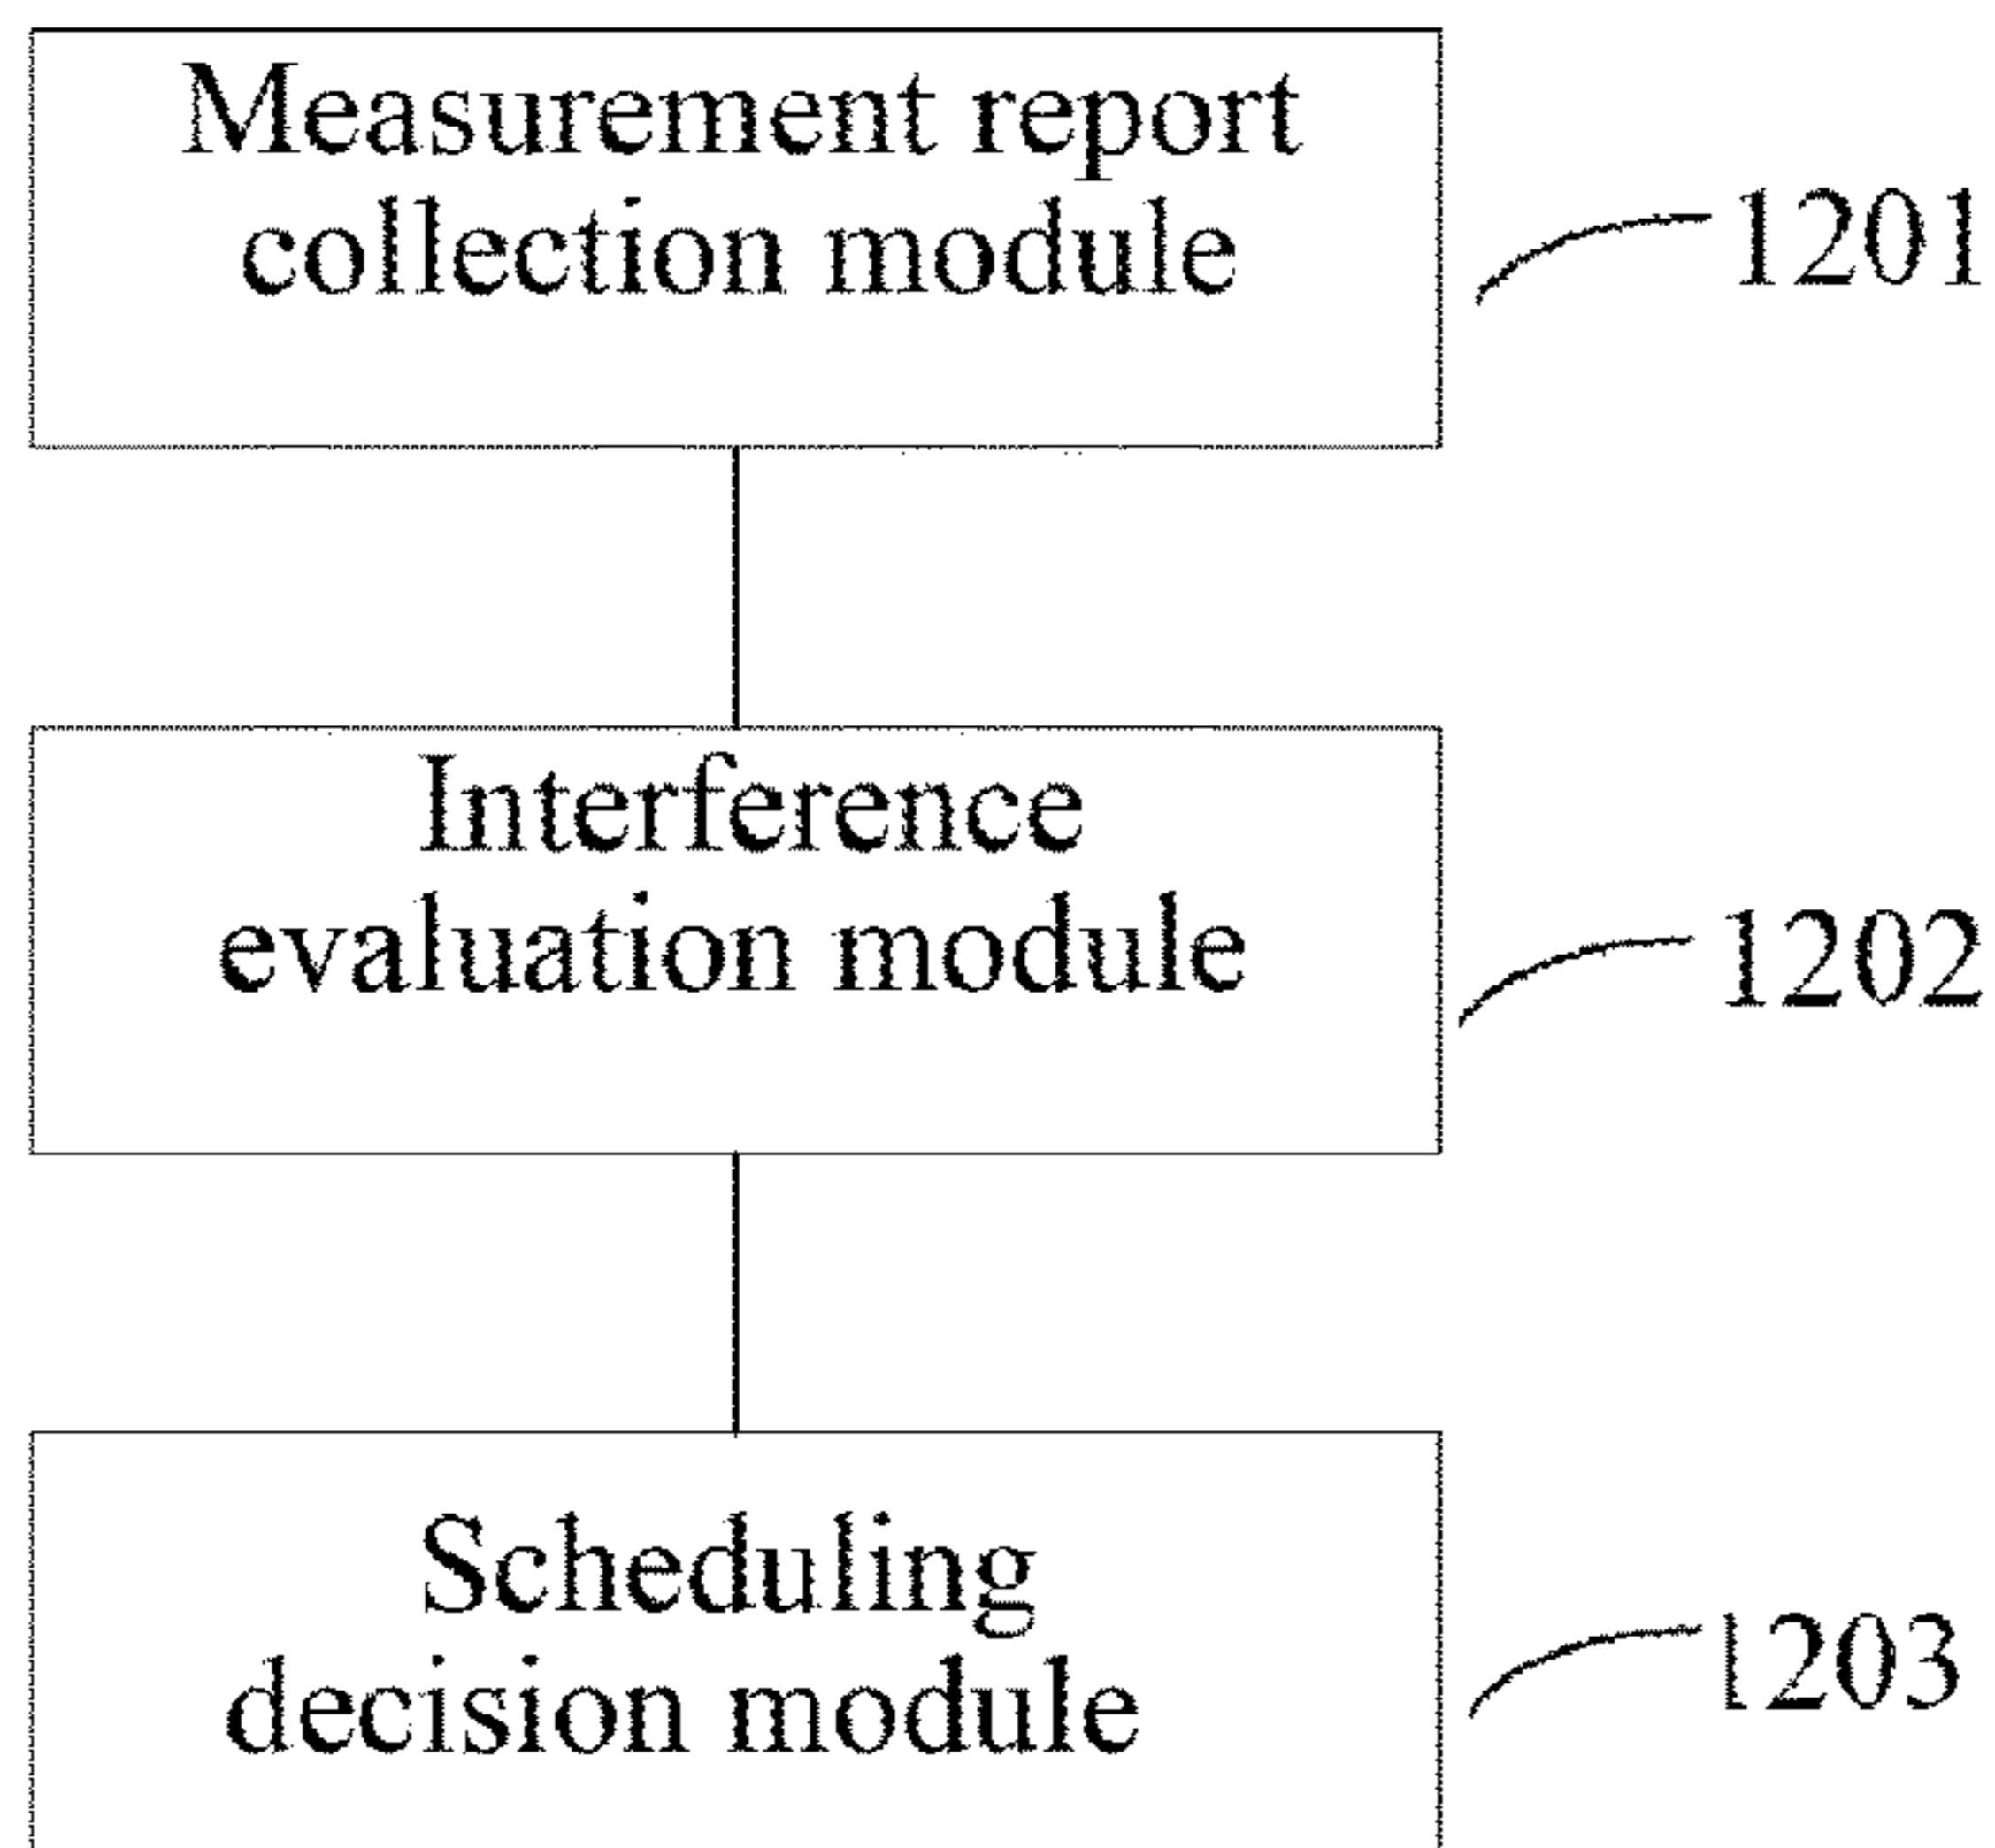 Measurement report
collection module
1201
Interference
evaluation module
1202
Scheduling
decision module
1203